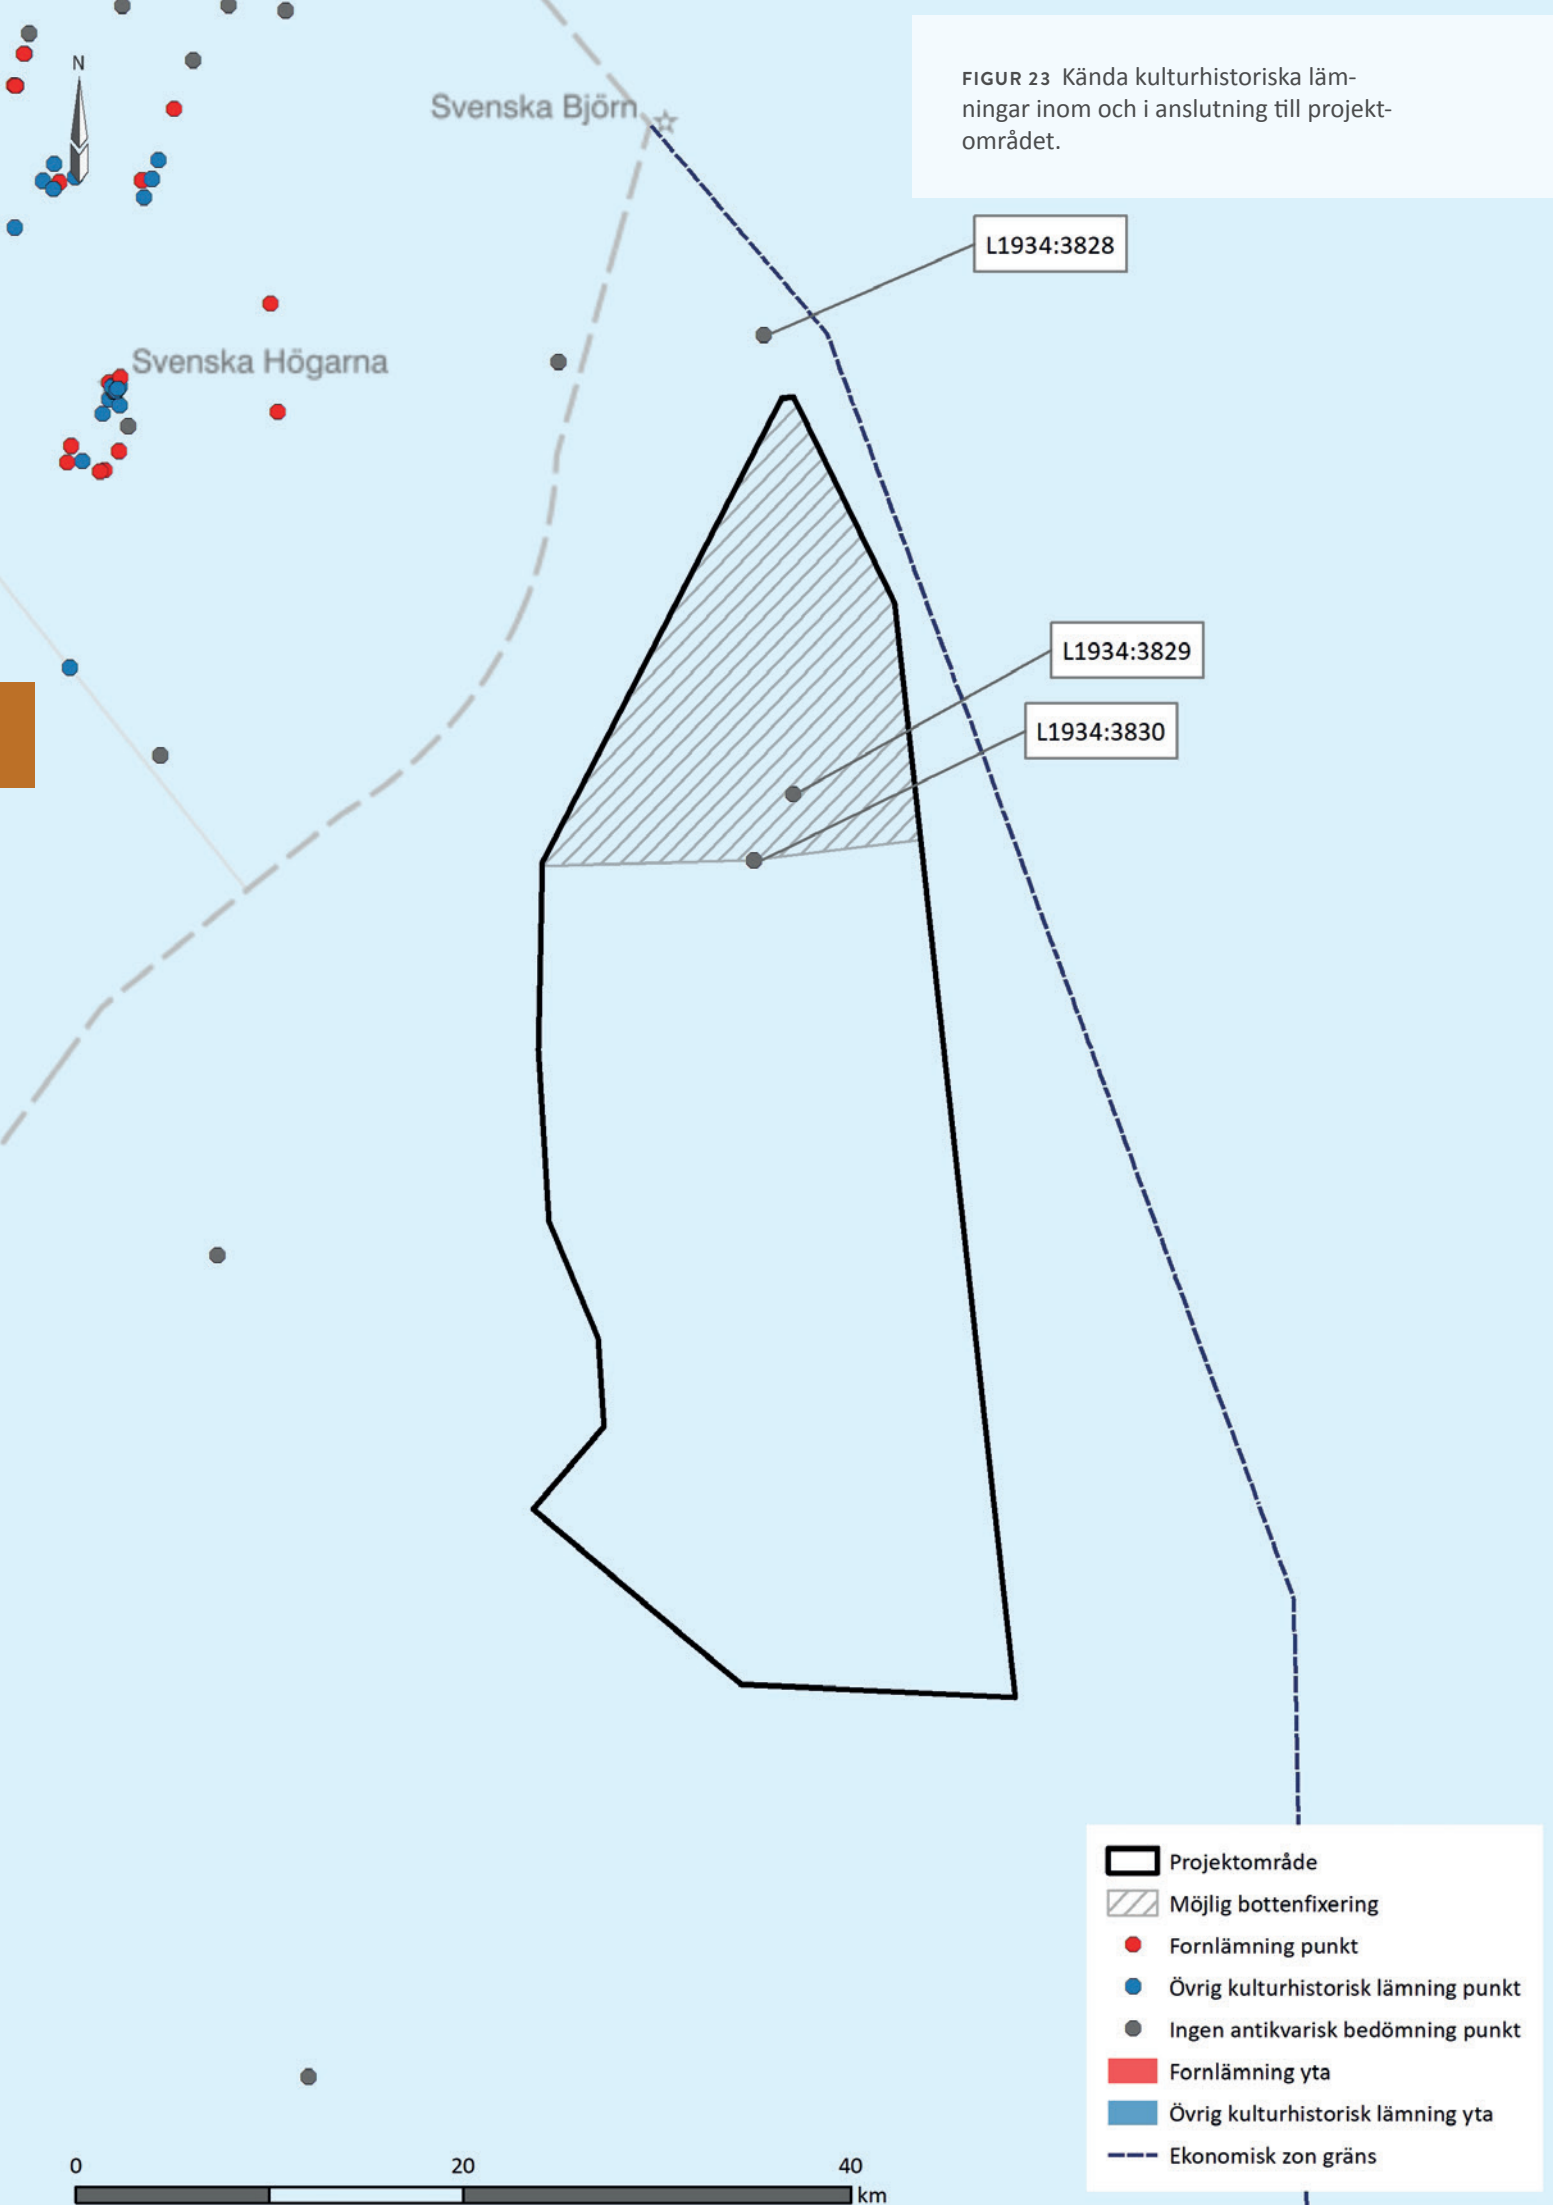 FIGUR 23 Kända kulturhistoriska läm-
ningar inom och i anslutning till projekt-
området.
N
Svenska Björn
L1934:3828
Svenska Högarna
L1934:3829
L1934:3830
Projektområde
Möjlig bottenfixering
Fornlämning punkt
Övrig kulturhistorisk lämning punkt
Ingen antikvarisk bedömning punkt
Fornlämning yta
Övrig kulturhistorisk lämning yta
Ekonomisk zon gräns
0 20 40
km